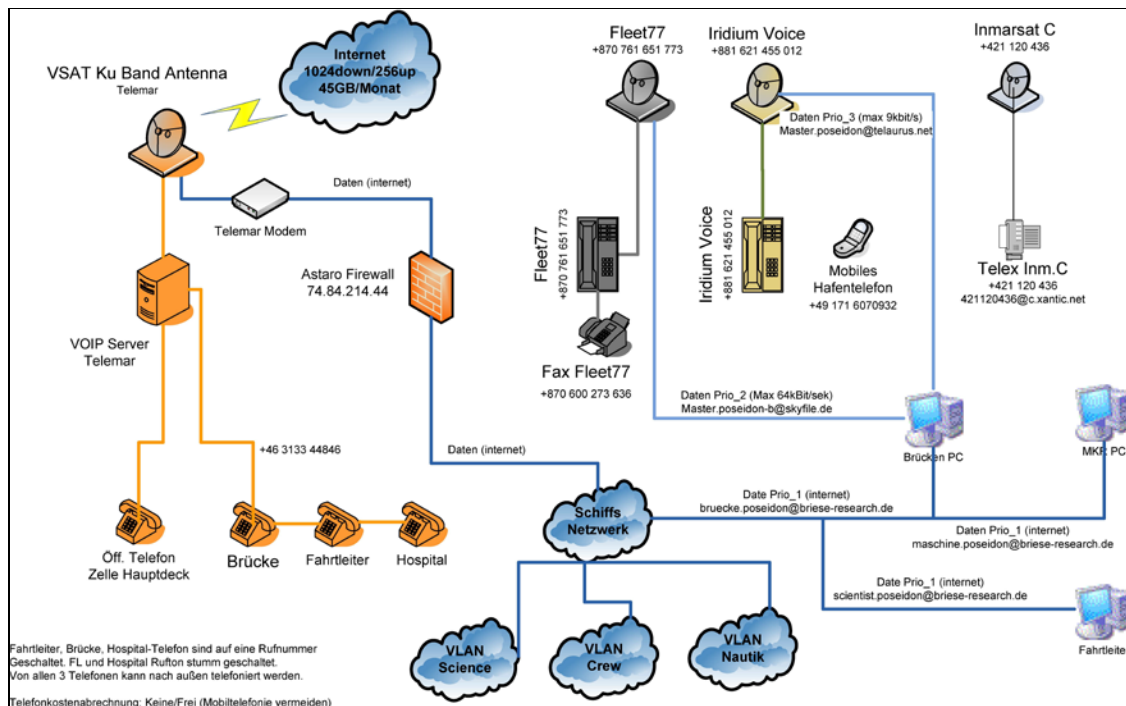 VSAT Ku Band Antenna
Telemar
Internet
1024down/256up
45GB/Monat
Fleet77
+870 761 651 773
Iridium Voice
+881 621 455 012
Inmarsat C
+421 120 436
Daten Prio_3 (max 9kbit/s)
Master.poseidon@telaurus.net
Daten (internet)
Telemar Modem
Astaro Firewall
74.84.214.44
VOIP Server
Telemar
Fleet77
+870 761 651 773
Iridium Voice
+881 621 455 012
Mobiles
Hafentelefon
+49 171 6070932
Telex Inm.C
+421 120 436
421120436@c.xantic.net
Fax Fleet77
+870 600 273 636
Daten Prio_2 (Max 64kBit/sek)
Master.poseidon-b@skyfile.de
Brücken PC
MKR PC
+46 3133 44846
Daten (internet)
Schiffs
Netzwerk
Date Prio_1 (internet)
bruecke.poseidon@briese-research.de
Daten Prio_1 (internet)
maschine.poseidon@briese-research.de
Öff. Telefon
Zelle Hauptdeck
Brücke
Fahrtleiter
Hospital
Date Prio_1 (internet)
scientist.poseidon@briese-research.de
Fahrtleiter
VLAN
Science
VLAN
Crew
VLAN
Nautik
Fahrtleiter, Brücke, Hospital-Telefon sind auf eine Rufnummer
Geschaltet. FL und Hospital Rufton stumm geschaltet.
Von allen 3 Telefonen kann nach außen telefoniert werden.
Telefonkostenabrechnung: Keine/Frei (Mobiltelefonie vermeiden)